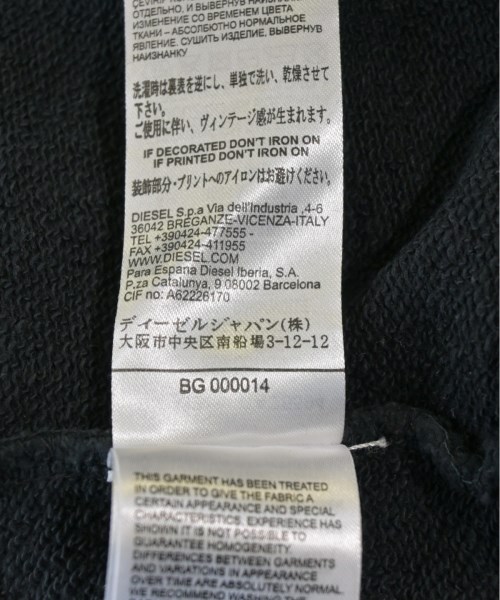 ОТДЕЛЬНО, И ВЫВЕРНУВ НАИЗНАНКУ
ИЗМЕНЕНИЕ СО ВРЕМЕНЕМ ЦВЕТА
ТКАНИ – АБСОЛЮТНО НОРМАЛЬНОЕ
ЯВЛЕНИЕ. СУШИТЬ ИЗДЕЛИЕ, ВЫВЕРНУВ
НАИЗНАНКУ
洗濯時は裏表を逆にし、単独で洗い、乾燥させて
下さい。
ご使用に伴い、ヴィンテージ感が生まれます。
IF DECORATED DON'T IRON ON
IF PRINTED DON'T IRON ON
装飾部分・プリントへのアイロンはお避けください。
DIESEL S.p.a Via dell'Industria ,4-6
36042 BREGANZE-VICENZA-ITALY
TEL +390424-477555 -
FAX +390424-411955
WWW.DIESEL.COM
Para Espana Diesel Iberia, S.A.
P.za Catalunya, 9 08002 Barcelona
CIF no: A62226170
ディーゼルジャパン(株)
大阪市中央区南船場3-12-12
BG 000014
THIS GARMENT HAS BEEN TREATED
IN ORDER TO GIVE THE FABRIC A
CERTAIN APPEARANCE AND SPECIAL
CHARACTERISTICS. EXPERIENCE HAS
SHOWN IT IS NOT POSSIBLE TO
GUARANTEE HOMOGENEITY.
DIFFERENCES BETWEEN GARMENTS
AND VARIATIONS IN APPEARANCE
OVER TIME ARE ABSOLUTELY NORMAL.
WE RECOMMEND WASHING THE